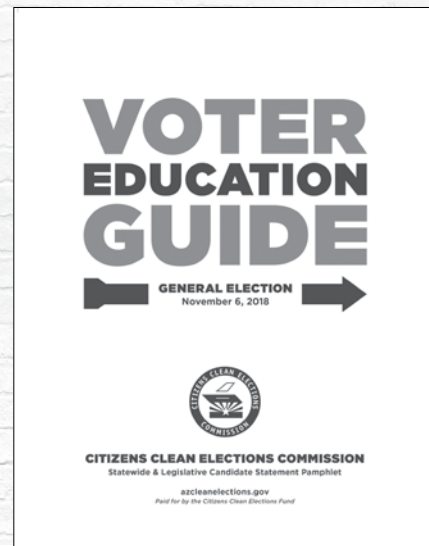 VOTER
EDUCATION
GUIDE
GENERAL ELECTION
November 6, 2018
CITIZENS CLEAN ELECTIONS
COMMISSION
CITIZENS CLEAN ELECTIONS COMMISSION
Statewide & Legislative Candidate Statement Pamphlet
azcleanelections.gov
Paid for by the Citizens Clean Elections Fund